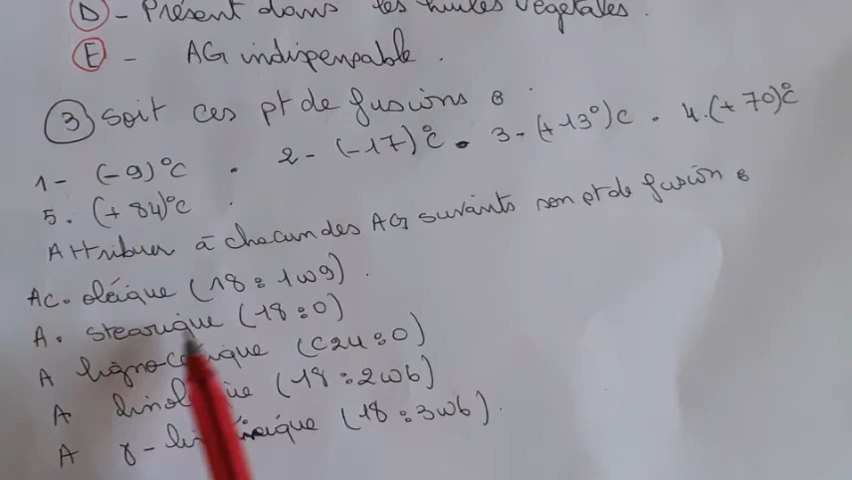 D - Présent dans les huiles végétales.
E - AG indispensable.
3 Soit ces pt de fusions :
1- (-9)°C . 2- (-17)°C . 3- (+13°)C . 4. (+70)°C
5. (+84)°C .
Attribuer à chacun des AG suivants son pt de fusion :
AC. oléique (18:1ω9).
A. stearique (18:0)
A lignocerique (C24:0)
A (18:2ω6)
A γ- (18:3ω6).